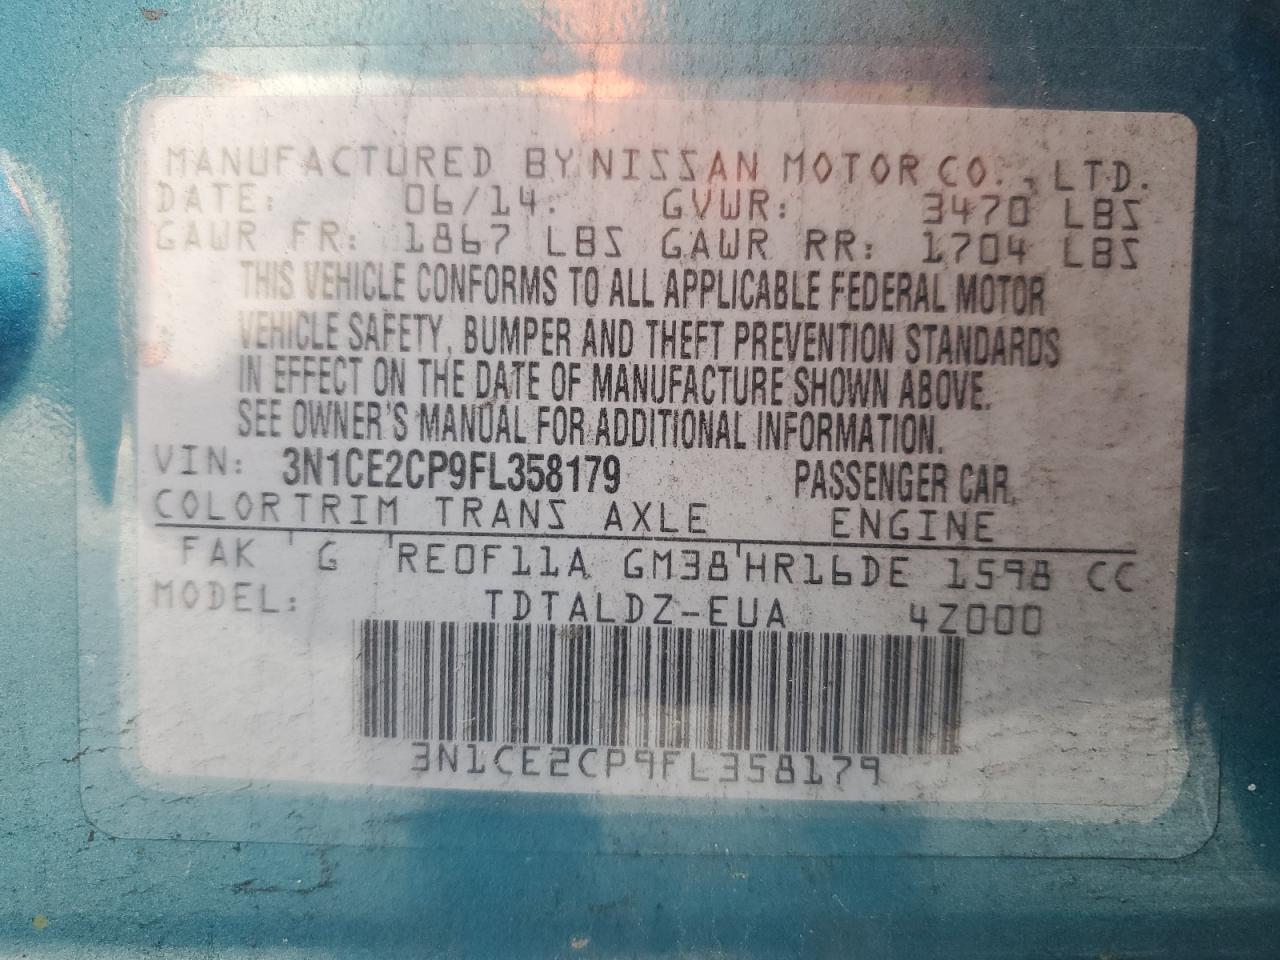 MANUFACTURED BY NISSAN MOTOR CO., LTD.
DATE: 06/14. GVWR: 3470 LBS
GAWR FR: 1867 LBS GAWR RR: 1704 LBS
THIS VEHICLE CONFORMS TO ALL APPLICABLE FEDERAL MOTOR
VEHICLE SAFETY, BUMPER AND THEFT PREVENTION STANDARDS
IN EFFECT ON THE DATE OF MANUFACTURE SHOWN ABOVE.
SEE OWNER'S MANUAL FOR ADDITIONAL INFORMATION.
VIN: 3N1CE2CP9FL358179 PASSENGER CAR
COLORTRIM TRANS AXLE ENGINE
FAK ' G 'RE0F11A GM38'HR16DE 1598 CC
MODEL: TDTALDZ-EUA 4Z000
3N1CE2CP9FL358179